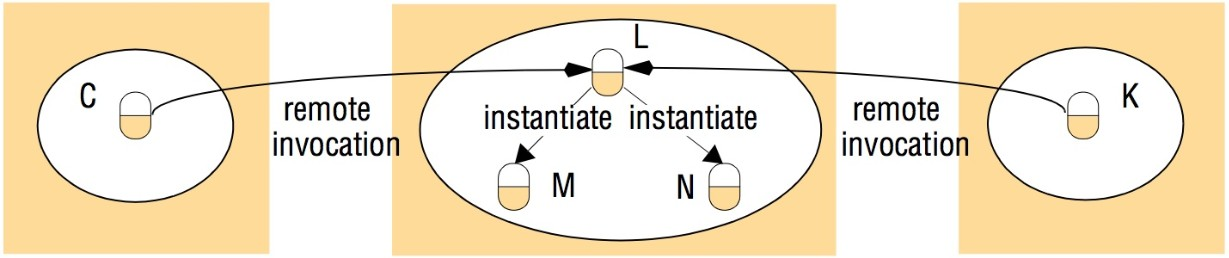 L
C
K
remote
invocation
instantiate instantiate
remote
invocation
M
N